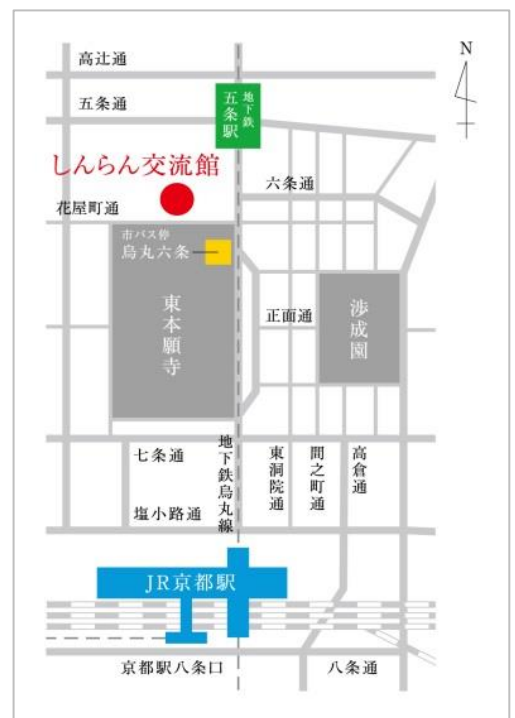 高辻通
N
五条通
地下鉄
五条駅
しんらん交流館
六条通
花屋町通
市バス停
烏丸六条
東本願寺
正面通
渉成園
七条通
地下鉄烏丸線
東洞院通
間之町通
高倉通
塩小路通
JR京都駅
京都駅八条口
八条通